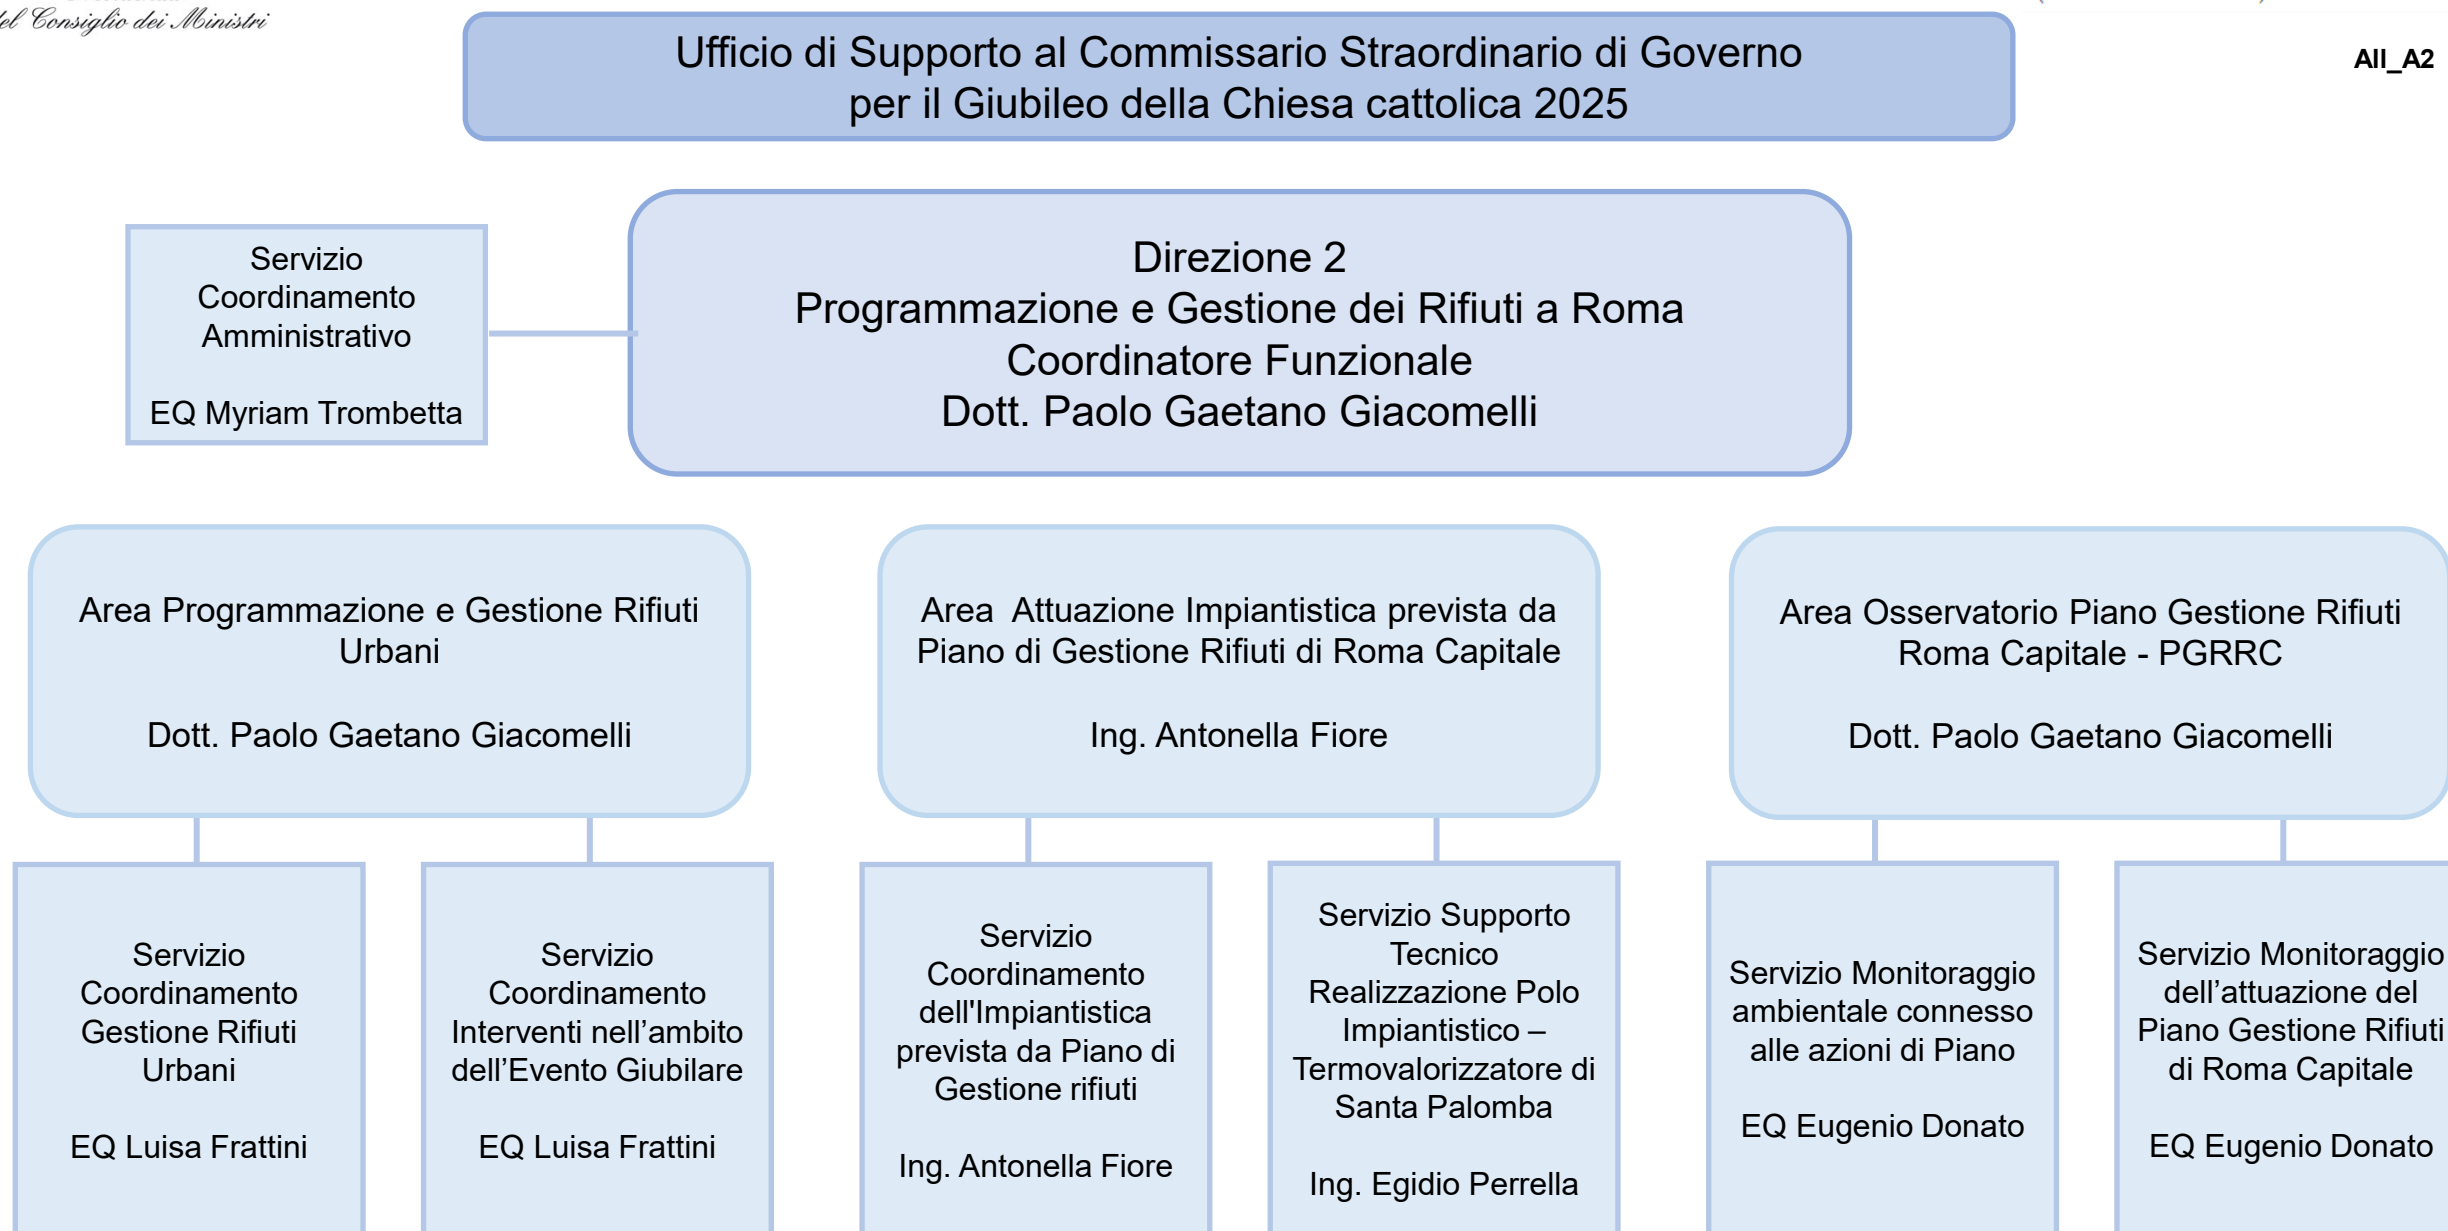 del Consiglio dei Ministri
Ufficio di Supporto al Commissario Straordinario di Governo
per il Giubileo della Chiesa cattolica 2025
All_A2
Servizio
Coordinamento
Amministrativo
EQ Myriam Trombetta
Direzione 2
Programmazione e Gestione dei Rifiuti a Roma
Coordinatore Funzionale
Dott. Paolo Gaetano Giacomelli
Area Programmazione e Gestione Rifiuti
Urbani
Dott. Paolo Gaetano Giacomelli
Area  Attuazione Impiantistica prevista da
Piano di Gestione Rifiuti di Roma Capitale
Ing. Antonella Fiore
Area Osservatorio Piano Gestione Rifiuti
Roma Capitale - PGRRC
Dott. Paolo Gaetano Giacomelli
Servizio
Coordinamento
Gestione Rifiuti
Urbani
EQ Luisa Frattini
Servizio
Coordinamento
Interventi nell’ambito
dell’Evento Giubilare
EQ Luisa Frattini
Servizio
Coordinamento
dell'Impiantistica
prevista da Piano di
Gestione rifiuti
Ing. Antonella Fiore
Servizio Supporto
Tecnico
Realizzazione Polo
Impiantistico –
Termovalorizzatore di
Santa Palomba
Ing. Egidio Perrella
Servizio Monitoraggio
ambientale connesso
alle azioni di Piano
EQ Eugenio Donato
Servizio Monitoraggio
dell’attuazione del
Piano Gestione Rifiuti
di Roma Capitale
EQ Eugenio Donato